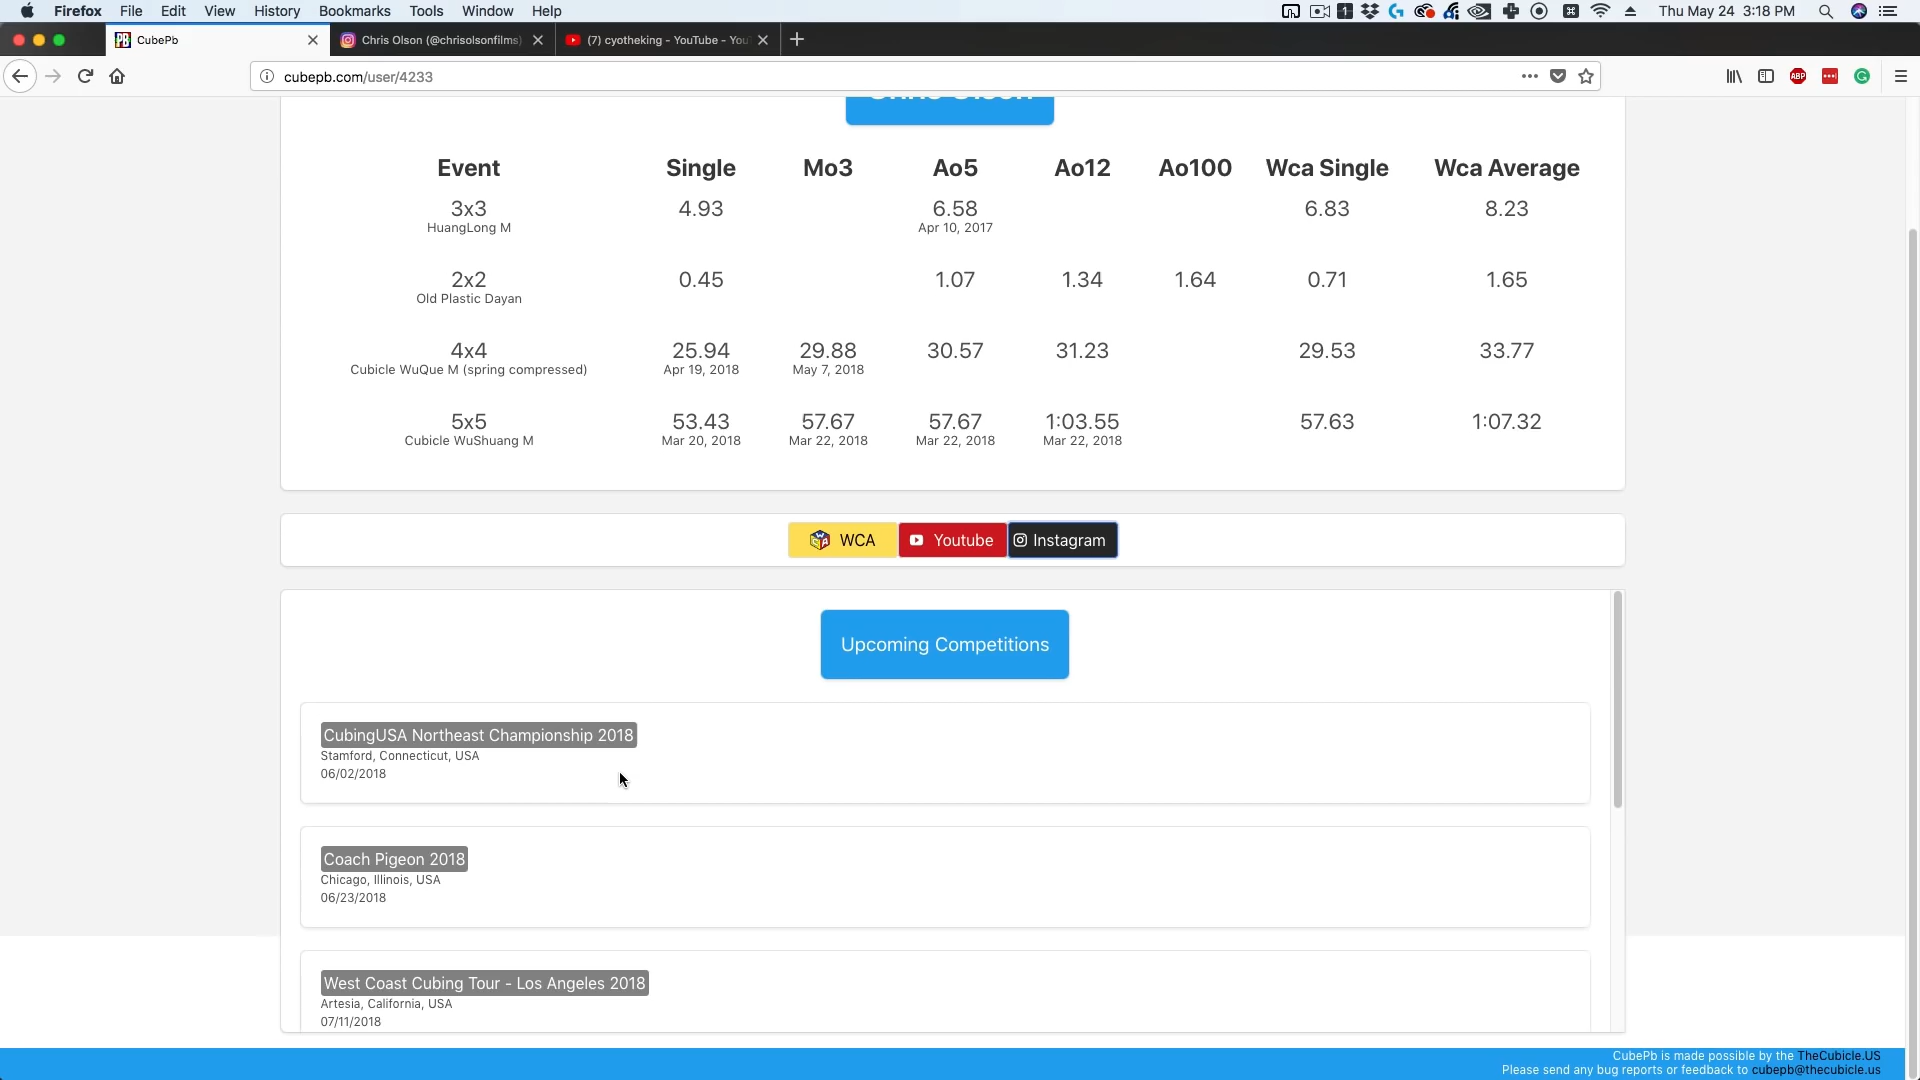 Firefox File Edit View History Bookmarks Tools Window Help Thu May 24 3:18 PM
CubePb Chris Olson (@chrisolsonfilms) (7) cyotheking - YouTube - You
cubepb.com/user/4233
Chris Olson
Event Single Mo3 Ao5 Ao12 Ao100 Wca Single Wca Average
3x3 4.93 6.58 6.83 8.23
HuangLong M Apr 10, 2017
2x2 0.45 1.07 1.34 1.64 0.71 1.65
Old Plastic Dayan
4x4 25.94 29.88 30.57 31.23 29.53 33.77
Cubicle WuQue M (spring compressed) Apr 19, 2018 May 7, 2018
5x5 53.43 57.67 57.67 1:03.55 57.63 1:07.32
Cubicle WuShuang M Mar 20, 2018 Mar 22, 2018 Mar 22, 2018 Mar 22, 2018
WCA Youtube Instagram
Upcoming Competitions
CubingUSA Northeast Championship 2018
Stamford, Connecticut, USA
06/02/2018
Coach Pigeon 2018
Chicago, Illinois, USA
06/23/2018
West Coast Cubing Tour - Los Angeles 2018
Artesia, California, USA
07/11/2018
CubePb is made possible by the TheCubicle.US
Please send any bug reports or feedback to cubepb@thecubicle.us